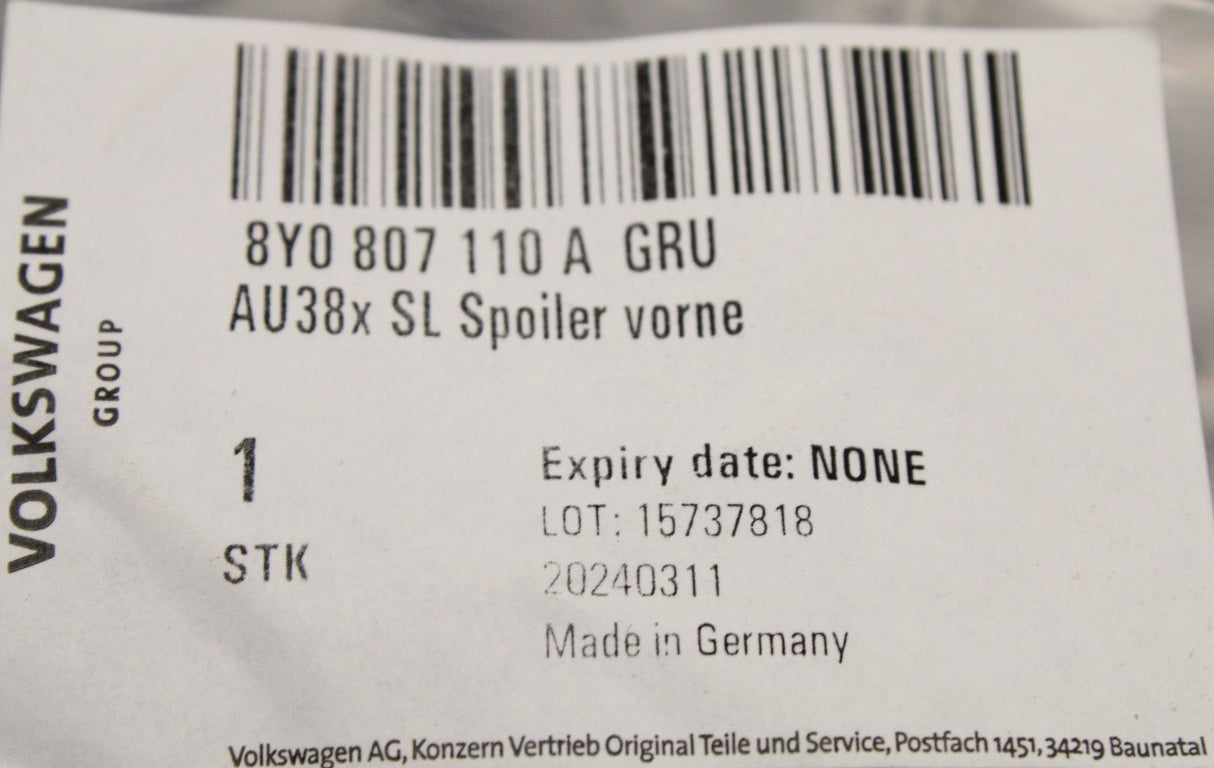 VOLKSWAGEN
GROUP
8Y0 807 110 A GRU
AU38x SL Spoiler vorne
1
STK
Expiry date: NONE
LOT: 15737818
20240311
Made in Germany
Volkswagen AG, Konzern Vertrieb Original Teile und Service, Postfach 1451, 34219 Baunatal